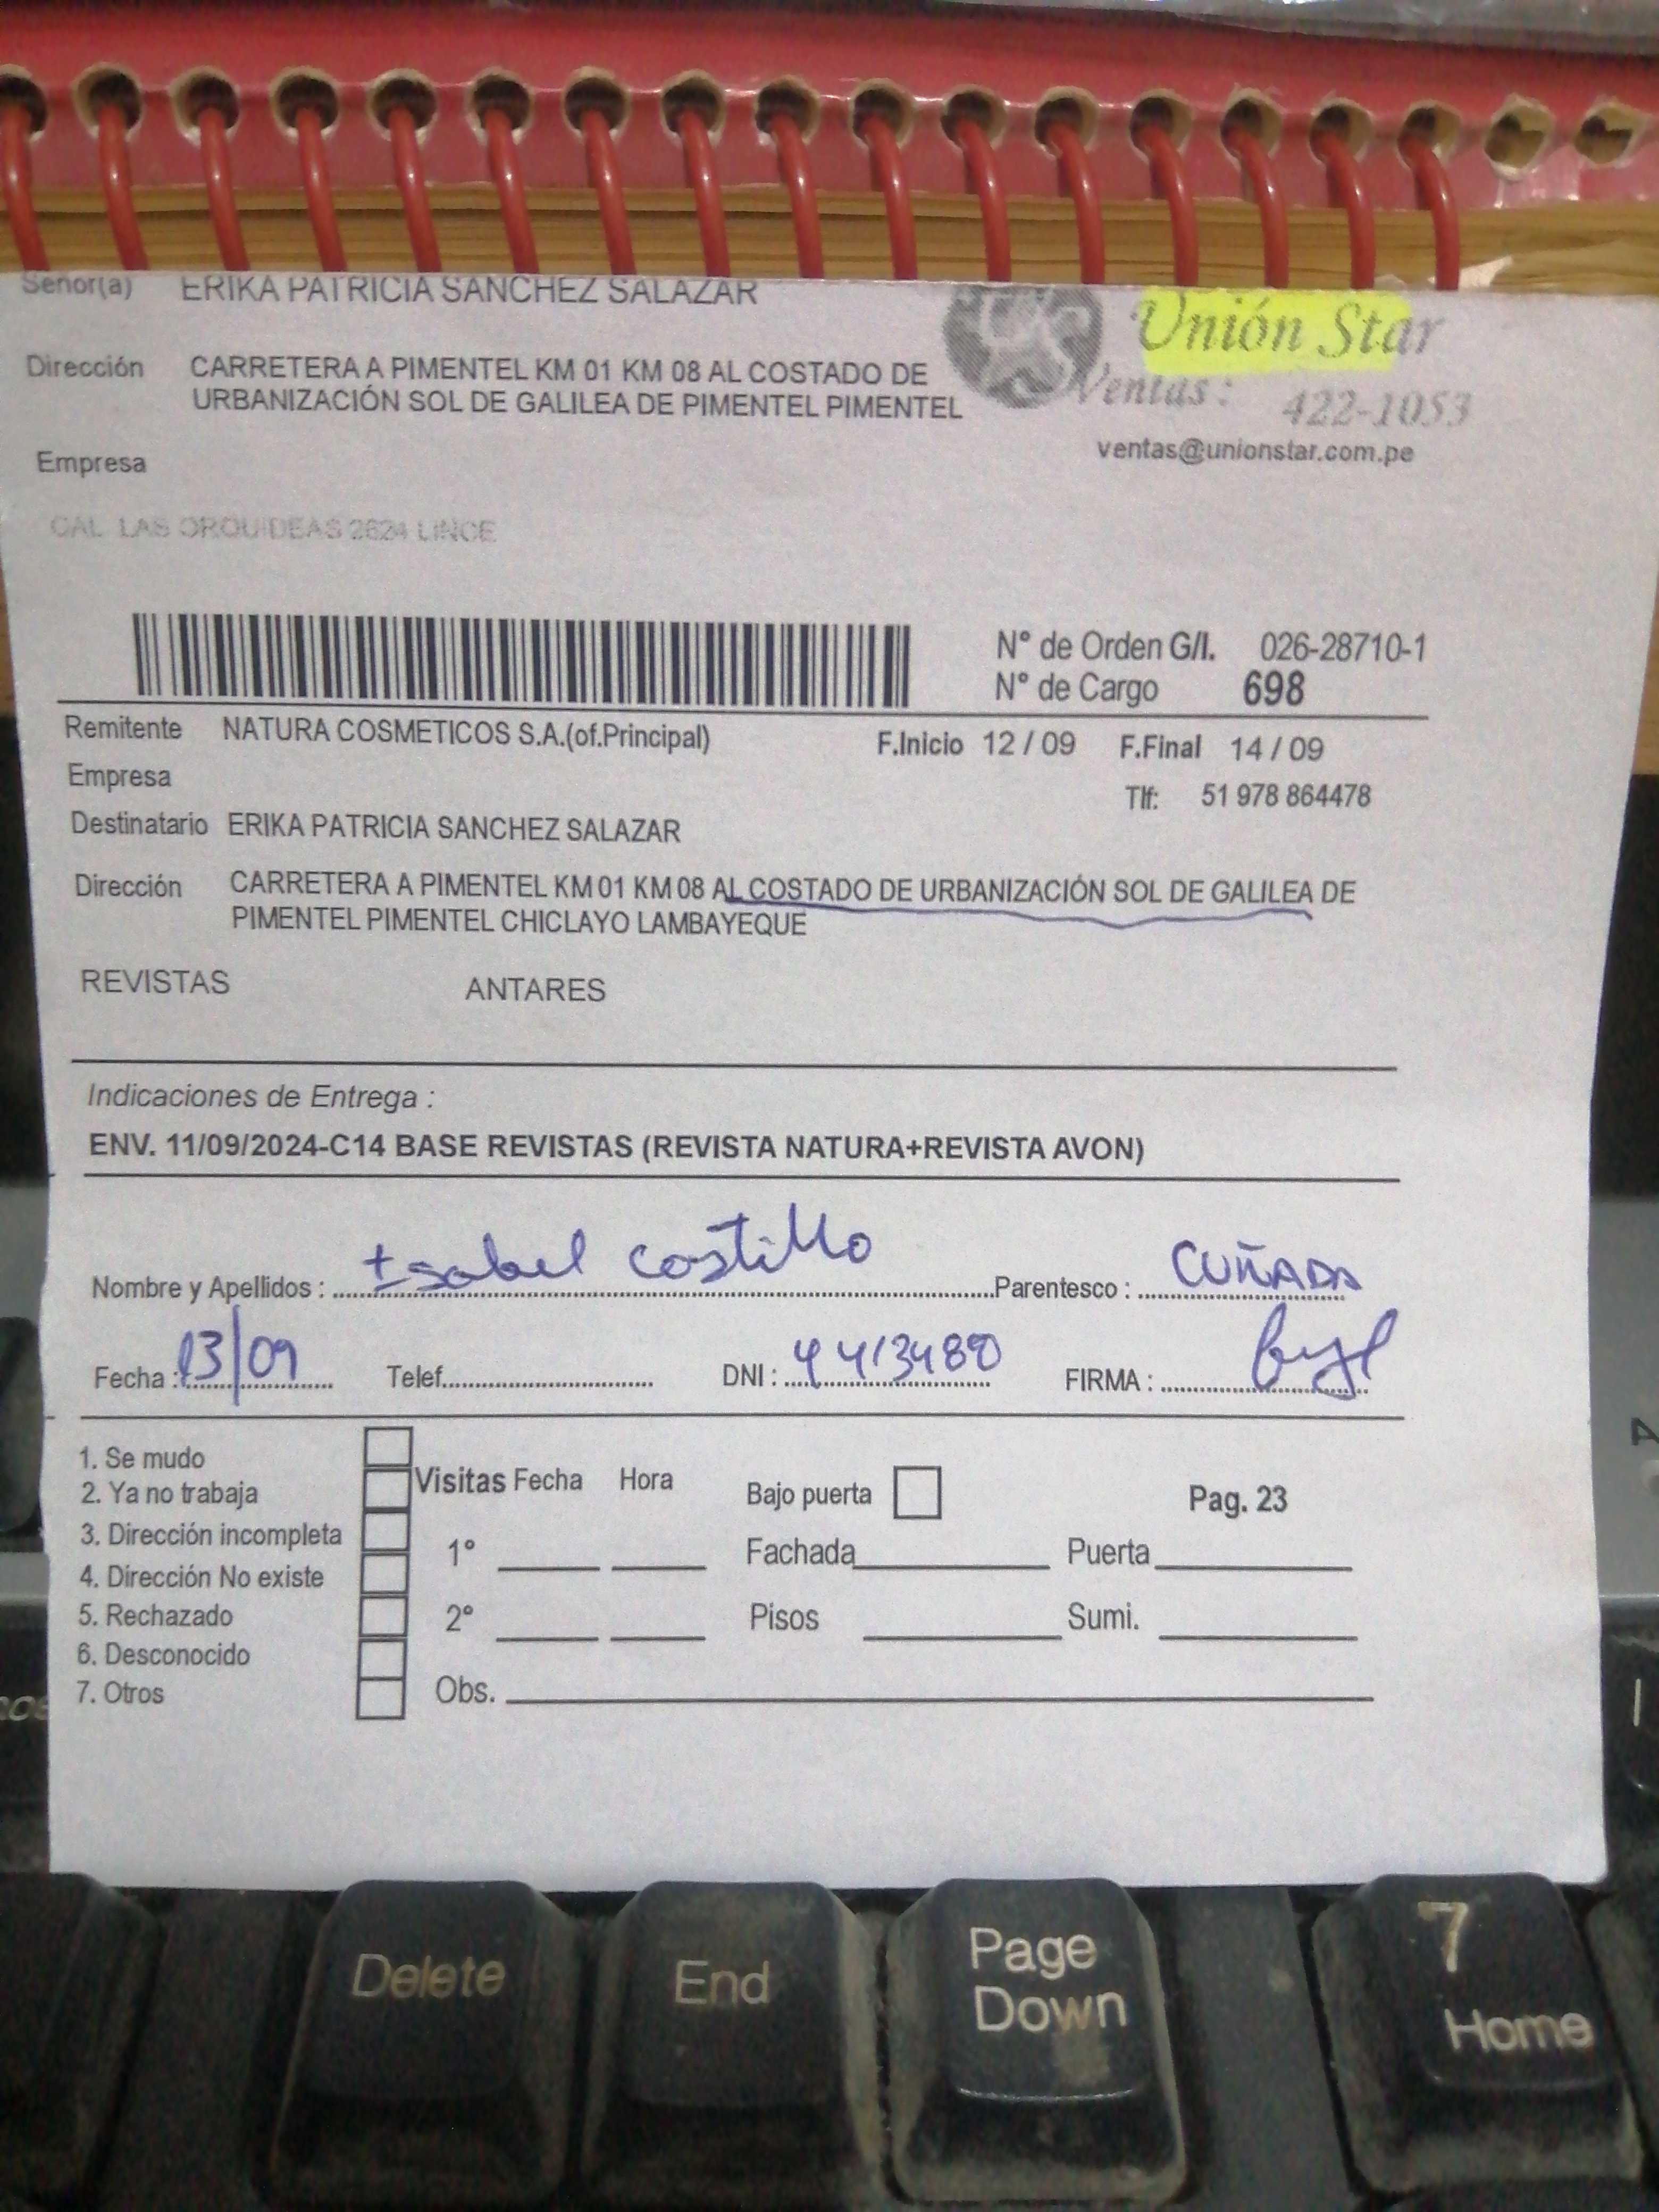 Señor(a) ERIKA PATRICIA SANCHEZ SALAZAR
Unión Star
Ventas: 422-1053
ventas@unionstar.com.pe
Dirección CARRETERA A PIMENTEL KM 01 KM 08 AL COSTADO DE
URBANIZACIÓN SOL DE GALILEA DE PIMENTEL PIMENTEL
Empresa
CAL LAS ORQUIDEAS 2624 LINCE
N° de Orden G/I. 026-28710-1
N° de Cargo 698
Remitente NATURA COSMETICOS S.A.(of.Principal) F.Inicio 12 / 09 F.Final 14 / 09
Empresa Tlf: 51 978 864478
Destinatario ERIKA PATRICIA SANCHEZ SALAZAR
Dirección CARRETERA A PIMENTEL KM 01 KM 08 AL COSTADO DE URBANIZACIÓN SOL DE GALILEA DE
PIMENTEL PIMENTEL CHICLAYO LAMBAYEQUE
REVISTAS ANTARES
Indicaciones de Entrega :
ENV. 11/09/2024-C14 BASE REVISTAS (REVISTA NATURA+REVISTA AVON)
Nombre y Apellidos : Isabel Costillo Parentesco : CUÑADA
Fecha : 13/09 Telef. DNI : 44134880 FIRMA :
1. Se mudo
2. Ya no trabaja
3. Dirección incompleta
4. Dirección No existe
5. Rechazado
6. Desconocido
7. Otros
Visitas Fecha Hora
1°
2°
Obs.
Bajo puerta Pag. 23
Fachada Puerta
Pisos Sumi.
Delete
End
Page
Down
7
Home